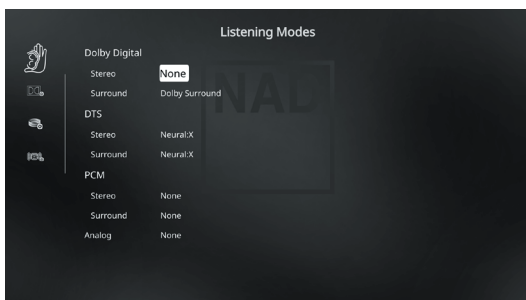 Listening Modes
Dolby Digital
Stereo None
Surround Dolby Surround
DTS
Stereo Neural:X
Surround Neural:X
PCM
Stereo None
Surround None
Analog None
NAD